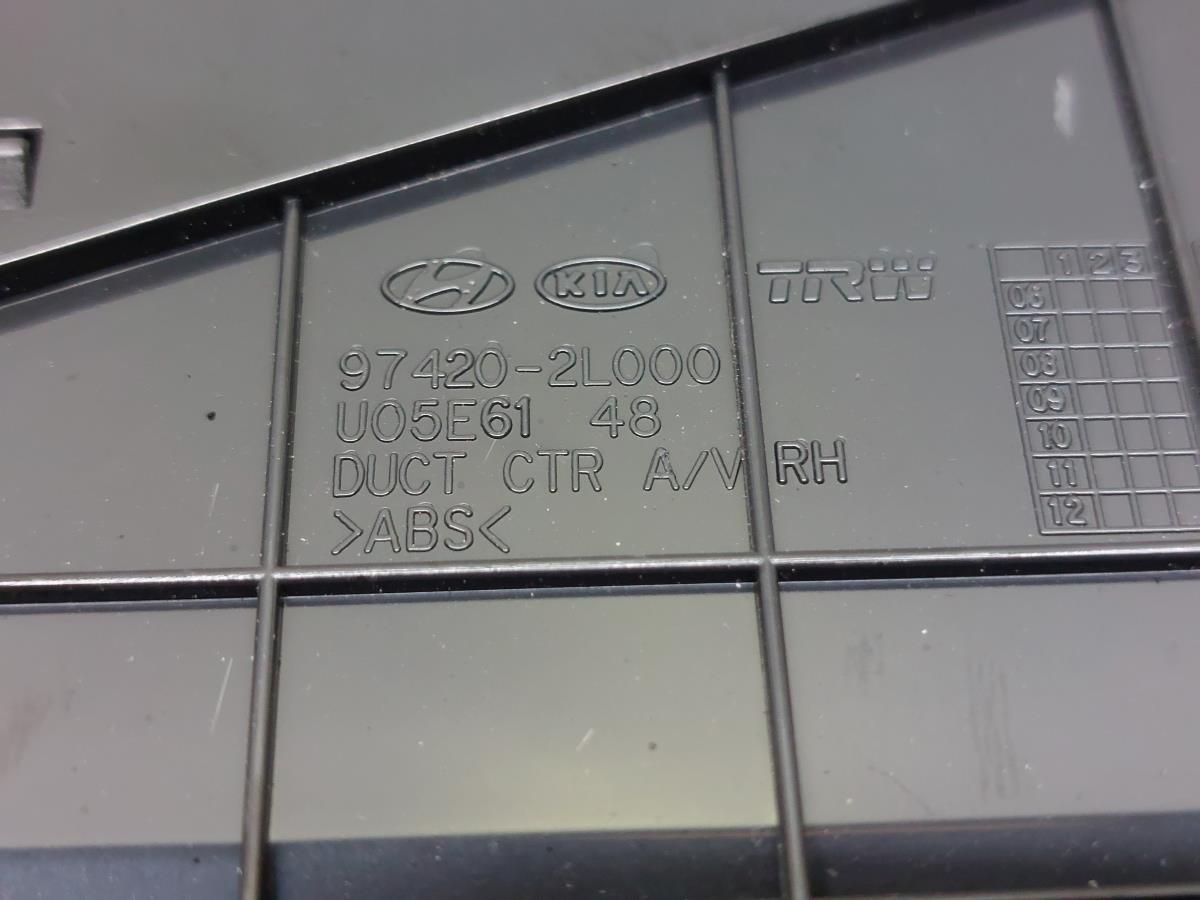 KIA TRW
97420-2L000
U05E61 48
DUCT CTR A/V RH
>ABS<
1 2 3
06
07
08
09
10
11
12